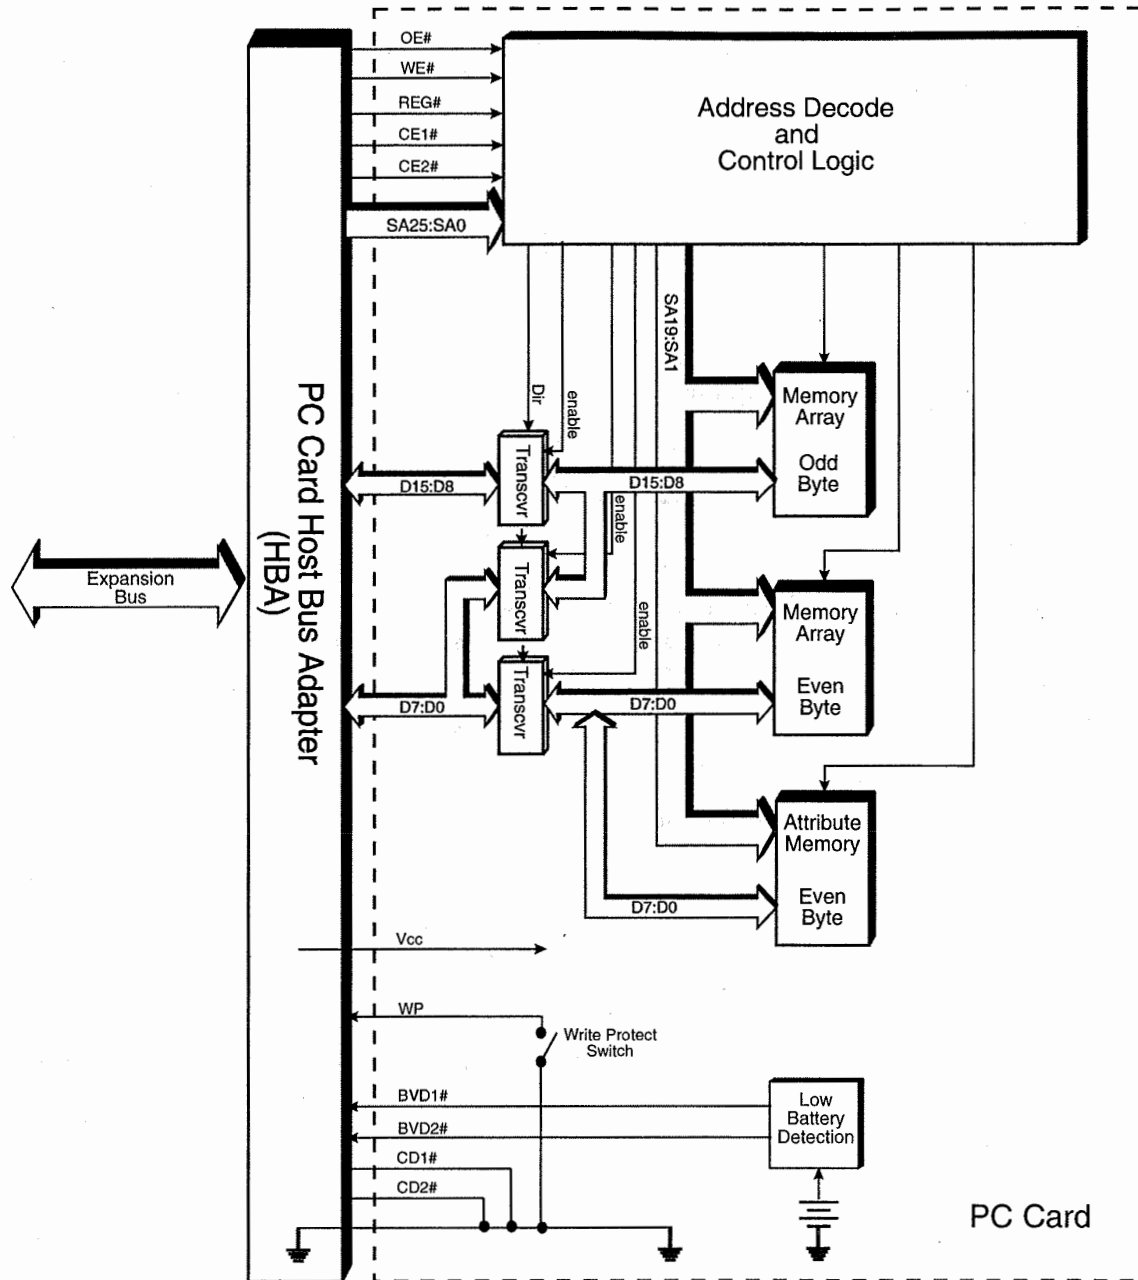 OE#
WE#
REG#
CE1#
CE2#
SA25:SA0
Address Decode
and
Control Logic
SA19:SA1
Dir
enable
Memory
Array
Odd
Byte
Transcvr
D15:D8
D15:D8
enable
PC Card Host Bus Adapter
(HBA)
Expansion
Bus
Transcvr
enable
Memory
Array
Even
Byte
Transcvr
D7:D0
D7:D0
Attribute
Memory
Even
Byte
D7:D0
Vcc
WP
Write Protect
Switch
BVD1#
BVD2#
Low
Battery
Detection
CD1#
CD2#
PC Card